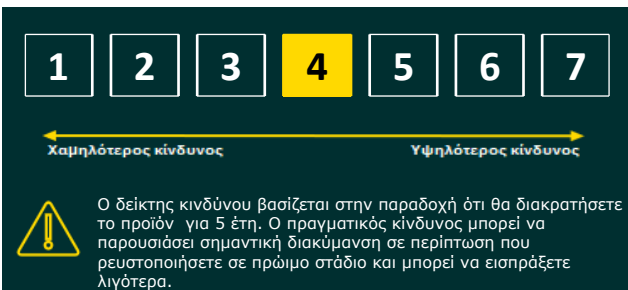 1 2 3 4 5 6 7
Χαμηλότερος κίνδυνος Υψηλότερος κίνδυνος
Ο δείκτης κινδύνου βασίζεται στην παραδοχή ότι θα διακρατήσετε
το προϊόν για 5 έτη. Ο πραγματικός κίνδυνος μπορεί να
παρουσιάσει σημαντική διακύμανση σε περίπτωση που
ρευστοποιήσετε σε πρώιμο στάδιο και μπορεί να εισπράξετε
λιγότερα.